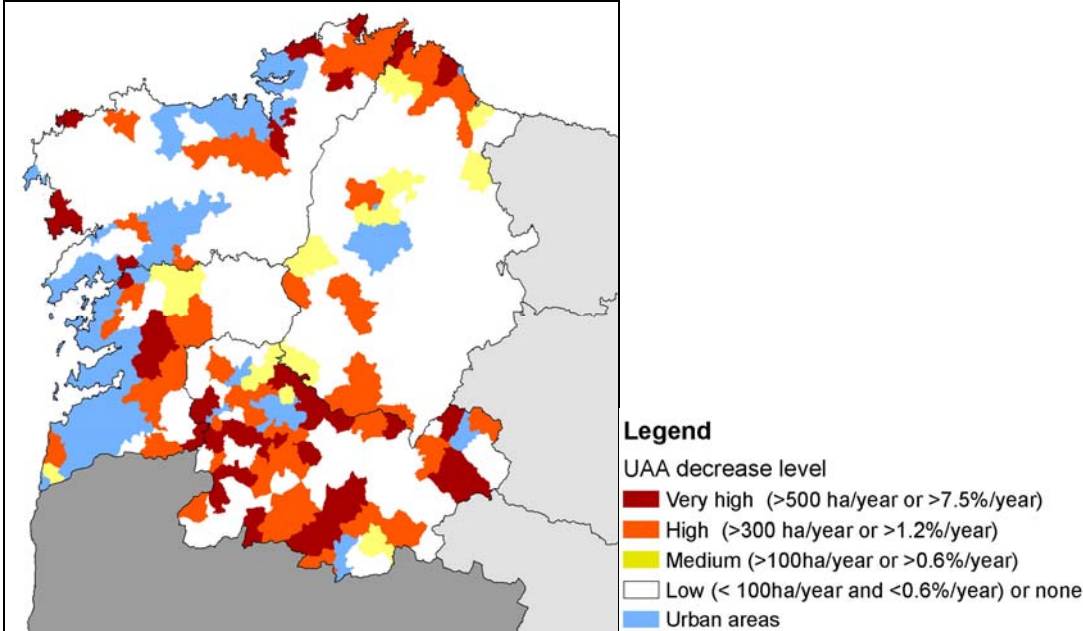 Legend
UAA decrease level
Very high (>500 ha/year or >7.5%/year)
High (>300 ha/year or >1.2%/year)
Medium (>100ha/year or >0.6%/year)
Low (< 100ha/year and <0.6%/year) or none
Urban areas